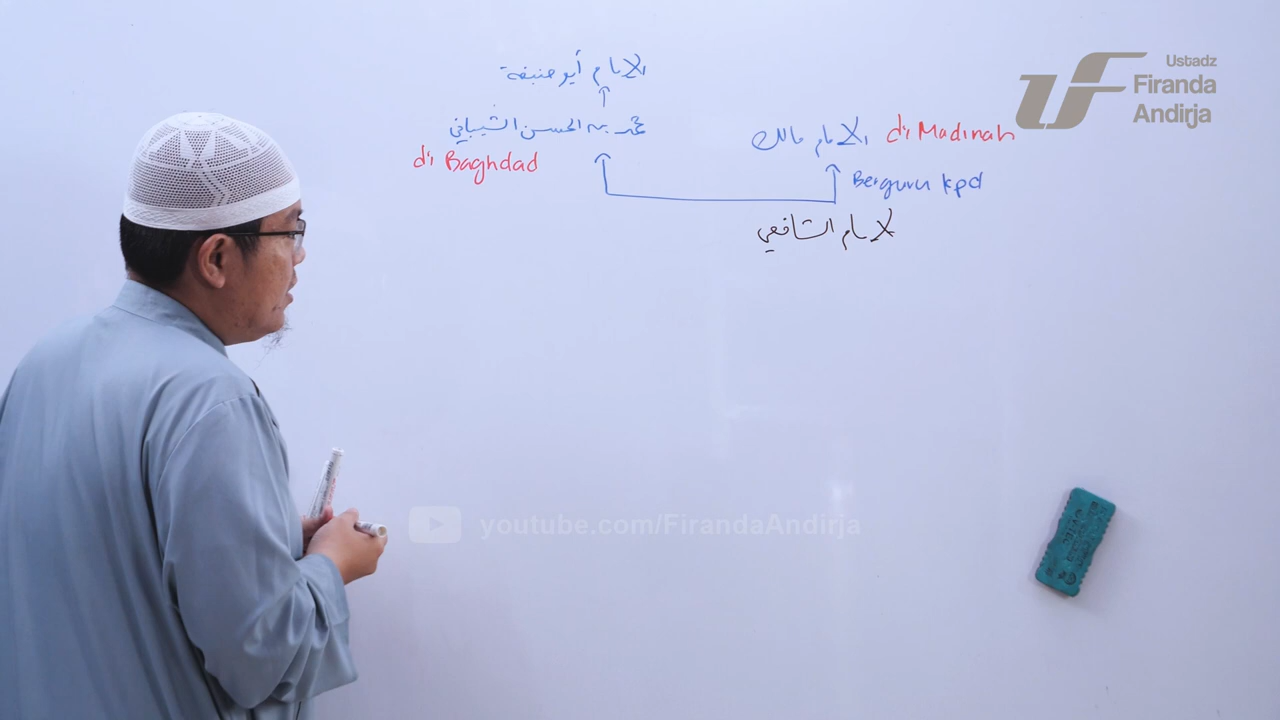 الإمام أبو حنيفة
محمد بن الحسن الشيباني
di Baghdad
الإمام مالك di Madinah
Berguru kpd
الإمام الشافعي
Ustadz
Firanda
Andirja
youtube.com/FirandaAndirja